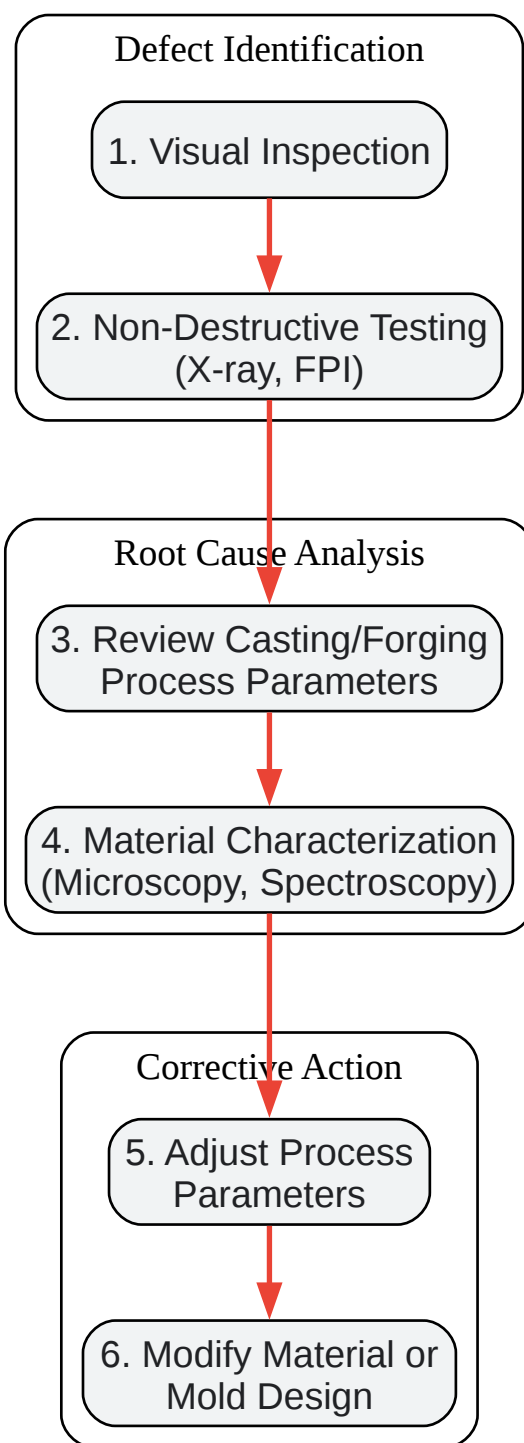 Defect Identification
1. Visual Inspection
2. Non-Destructive Testing
(X-ray, FPI)
Root Cause Analysis
3. Review Casting/Forging
Process Parameters
4. Material Characterization
(Microscopy, Spectroscopy)
Corrective Action
5. Adjust Process
Parameters
6. Modify Material or
Mold Design